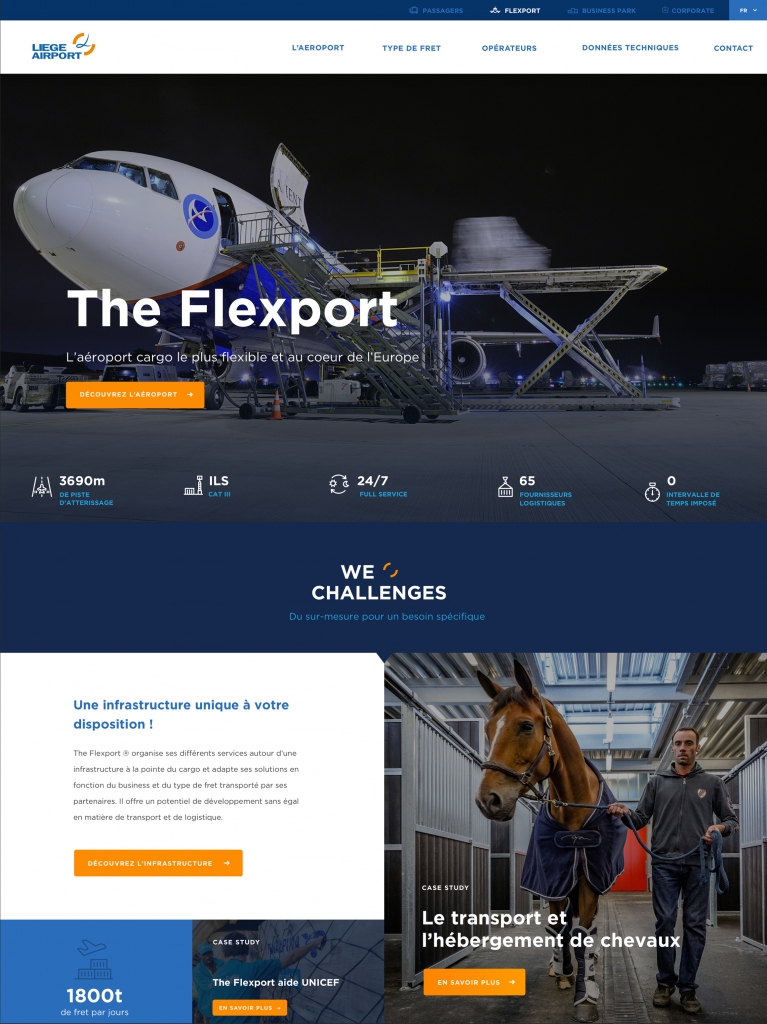 PASSAGERS
FLEXPORT
BUSINESS PARK
CORPORATE
FR
LIEGE
AIRPORT
L'AEROPORT
TYPE DE FRET
OPÉRATEURS
DONNÉES TECHNIQUES
CONTACT
The Flexport
L'aéroport cargo le plus flexible et au coeur de l'Europe
DÉCOUVREZ L'AÉROPORT
3690m
DE PISTE
D'ATTERISSAGE
ILS
CAT III
24/7
FULL SERVICE
65
FOURNISSEURS
LOGISTIQUES
0
INTERVALLE DE
TEMPS IMPOSÉ
WE
CHALLENGES
Du sur-mesure pour un besoin spécifique
Une infrastructure unique à votre
disposition !
The Flexport ® organise ses différents services autour d'une
infrastructure à la pointe du cargo et adapte ses solutions en
fonction du business et du type de fret transporté par ses
partenaires. Il offre un potentiel de développement sans égal
en matière de transport et de logistique.
DÉCOUVREZ L'INFRASTRUCTURE
1800t
de fret par jours
CASE STUDY
The Flexport aide UNICEF
EN SAVOIR PLUS
CASE STUDY
Le transport et
l'hébergement de chevaux
EN SAVOIR PLUS